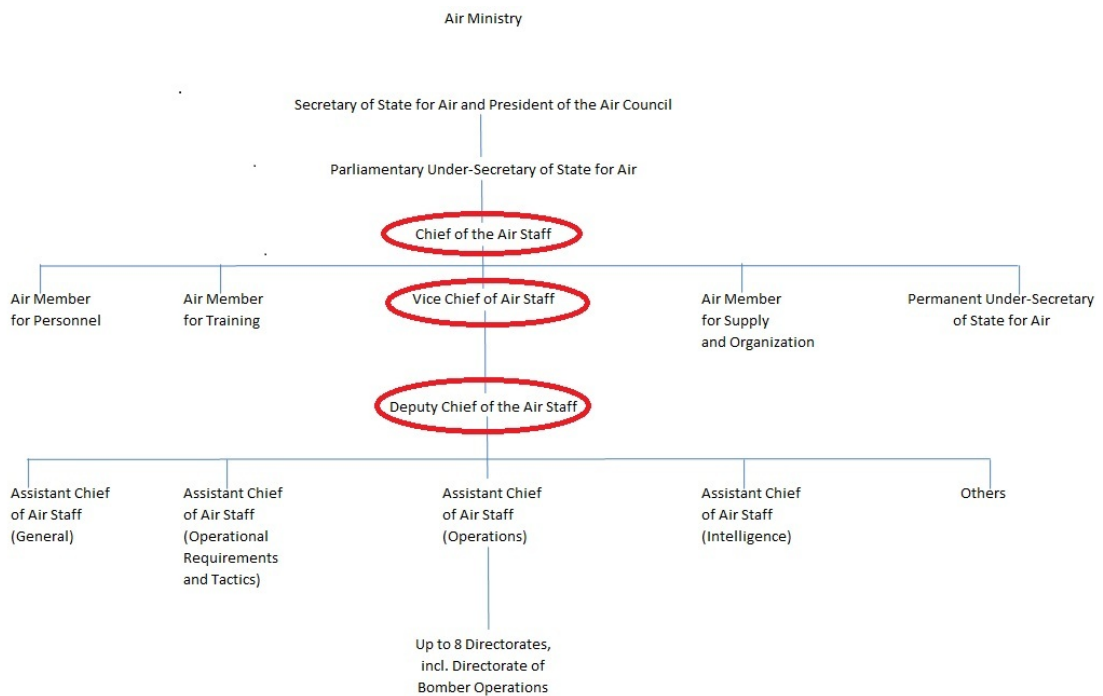 Air Ministry
Secretary of State for Air and President of the Air Council
Parliamentary Under-Secretary of State for Air
Chief of the Air Staff
Air Member
for Personnel
Air Member
for Training
Vice Chief of Air Staff
Air Member
for Supply
and Organization
Permanent Under-Secretary
of State for Air
Deputy Chief of the Air Staff
Assistant Chief
of Air Staff
(General)
Assistant Chief
of Air Staff
(Operational
Requirements
and Tactics)
Assistant Chief
of Air Staff
(Operations)
Assistant Chief
of Air Staff
(Intelligence)
Others
Up to 8 Directorates,
incl. Directorate of
Bomber Operations